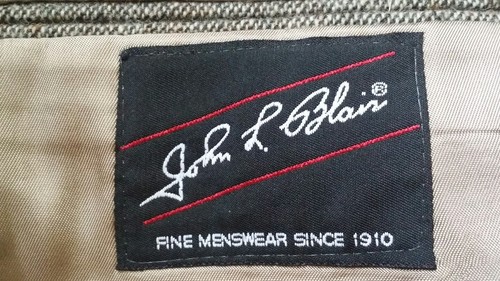 John L. Blair®
FINE MENSWEAR SINCE 1910